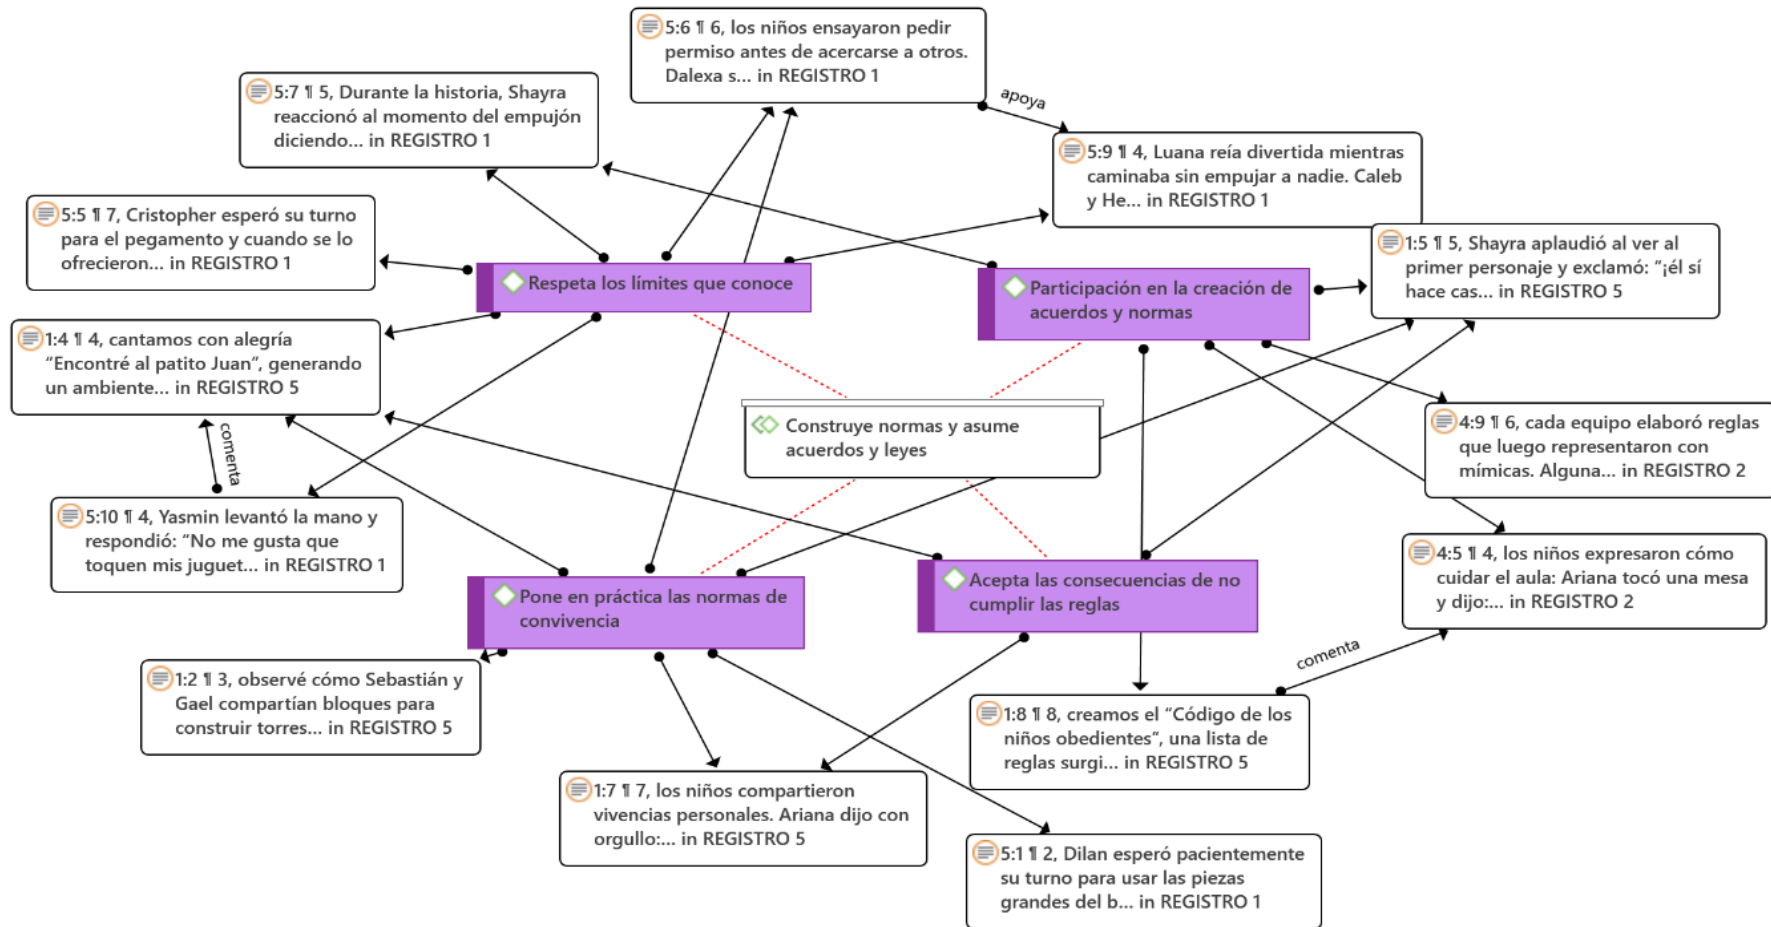 5:6 ¶ 6, los niños ensayaron pedir
permiso antes de acercarse a otros.
Dalexa s... in REGISTRO 1
5:7 ¶ 5, Durante la historia, Shayra
reaccionó al momento del empujón
diciendo... in REGISTRO 1
apoya
5:9 ¶ 4, Luana reía divertida mientras
caminaba sin empujar a nadie. Caleb
y He... in REGISTRO 1
5:5 ¶ 7, Cristopher esperó su turno
para el pegamento y cuando se lo
ofrecieron... in REGISTRO 1
1:5 ¶ 5, Shayra aplaudió al ver al
primer personaje y exclamó: “¡él sí
hace cas... in REGISTRO 5
Respeta los límites que conoce
Participación en la creación de
acuerdos y normas
1:4 ¶ 4, cantamos con alegría
“Encontré al patito Juan”, generando
un ambiente... in REGISTRO 5
Construye normas y asume
acuerdos y leyes
4:9 ¶ 6, cada equipo elaboró reglas
que luego representaron con
mímicas. Alguna... in REGISTRO 2
comenta
5:10 ¶ 4, Yasmin levantó la mano y
respondió: “No me gusta que
toquen mis juguet... in REGISTRO 1
4:5 ¶ 4, los niños expresaron cómo
cuidar el aula: Ariana tocó una mesa
y dijo:... in REGISTRO 2
Pone en práctica las normas de
convivencia
Acepta las consecuencias de no
cumplir las reglas
comenta
1:2 ¶ 3, observé cómo Sebastián y
Gael compartían bloques para
construir torres... in REGISTRO 5
1:8 ¶ 8, creamos el “Código de los
niños obedientes”, una lista de
reglas surgi... in REGISTRO 5
1:7 ¶ 7, los niños compartieron
vivencias personales. Ariana dijo con
orgullo:... in REGISTRO 5
5:1 ¶ 2, Dilan esperó pacientemente
su turno para usar las piezas
grandes del b... in REGISTRO 1